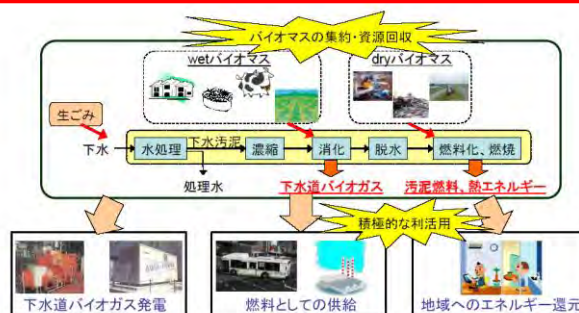 バイオマスの集約・資源回収
wetバイオマス
dryバイオマス
生ごみ
下水
水処理
下水汚泥
濃縮
消化
脱水
燃料化、燃焼
処理水
下水道バイオガス
汚泥燃料、熱エネルギー
積極的な利活用
下水道バイオガス発電
燃料としての供給
地域へのエネルギー還元